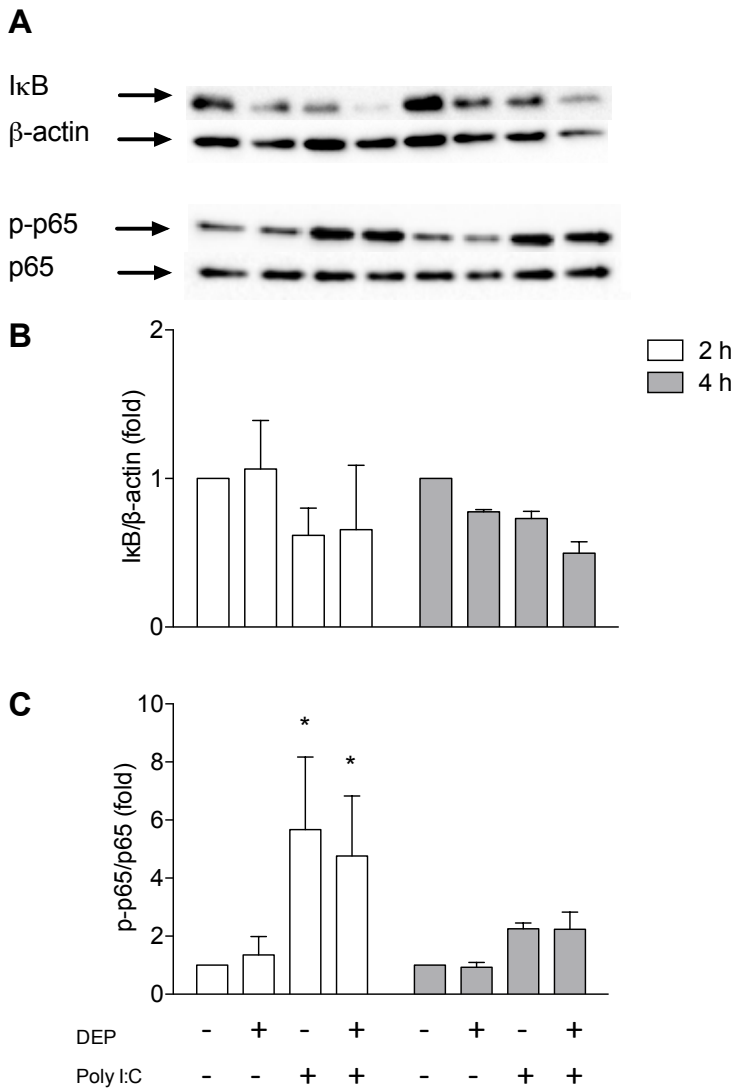 A
IκB
β-actin
p-p65
p65
B
2 h
4 h
2
1
0
IκB/β-actin (fold)
C
10
8
6
4
2
0
p-p65/p65 (fold)
* *
DEP - + - + - + - +
Poly I:C - - + + - - + +